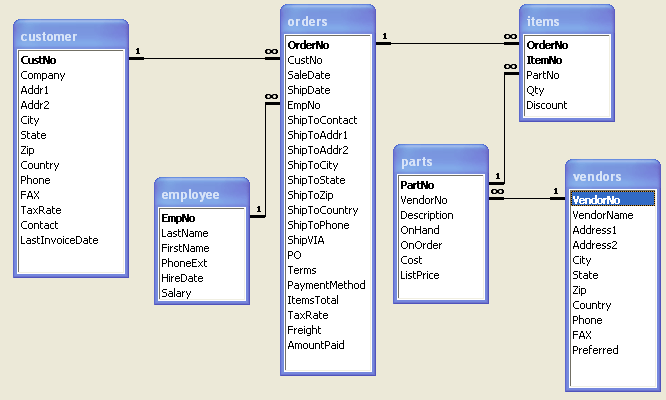 customer
CustNo
Company
Addr1
Addr2
City
State
Zip
Country
Phone
FAX
TaxRate
Contact
LastInvoiceDate
1
∞
employee
EmpNo
LastName
FirstName
PhoneExt
HireDate
Salary
1
∞
orders
OrderNo
CustNo
SaleDate
ShipDate
EmpNo
ShipToContact
ShipToAddr1
ShipToAddr2
ShipToCity
ShipToState
ShipToZip
ShipToCountry
ShipToPhone
ShipVIA
PO
Terms
PaymentMethod
ItemsTotal
TaxRate
Freight
AmountPaid
1
∞
items
OrderNo
ItemNo
PartNo
Qty
Discount
∞
1
parts
PartNo
VendorNo
Description
OnHand
OnOrder
Cost
ListPrice
∞
1
vendors
VendorNo
VendorName
Address1
Address2
City
State
Zip
Country
Phone
FAX
Preferred